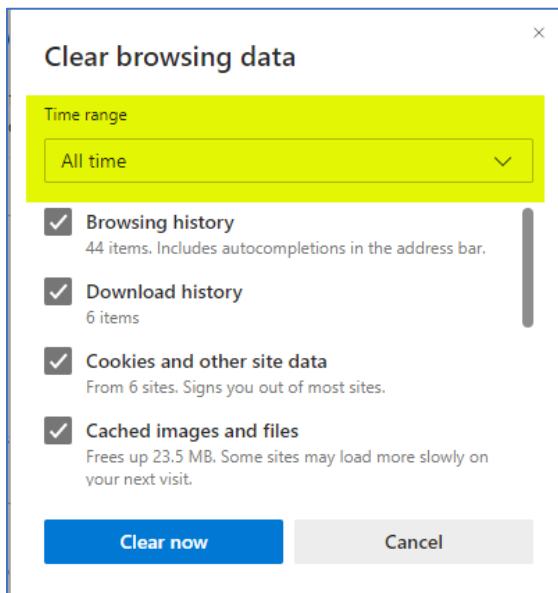 Clear browsing data
Time range
All time
Browsing history
44 items. Includes autocompletions in the address bar.
Download history
6 items
Cookies and other site data
From 6 sites. Signs you out of most sites.
Cached images and files
Frees up 23.5 MB. Some sites may load more slowly on
your next visit.
Clear now
Cancel